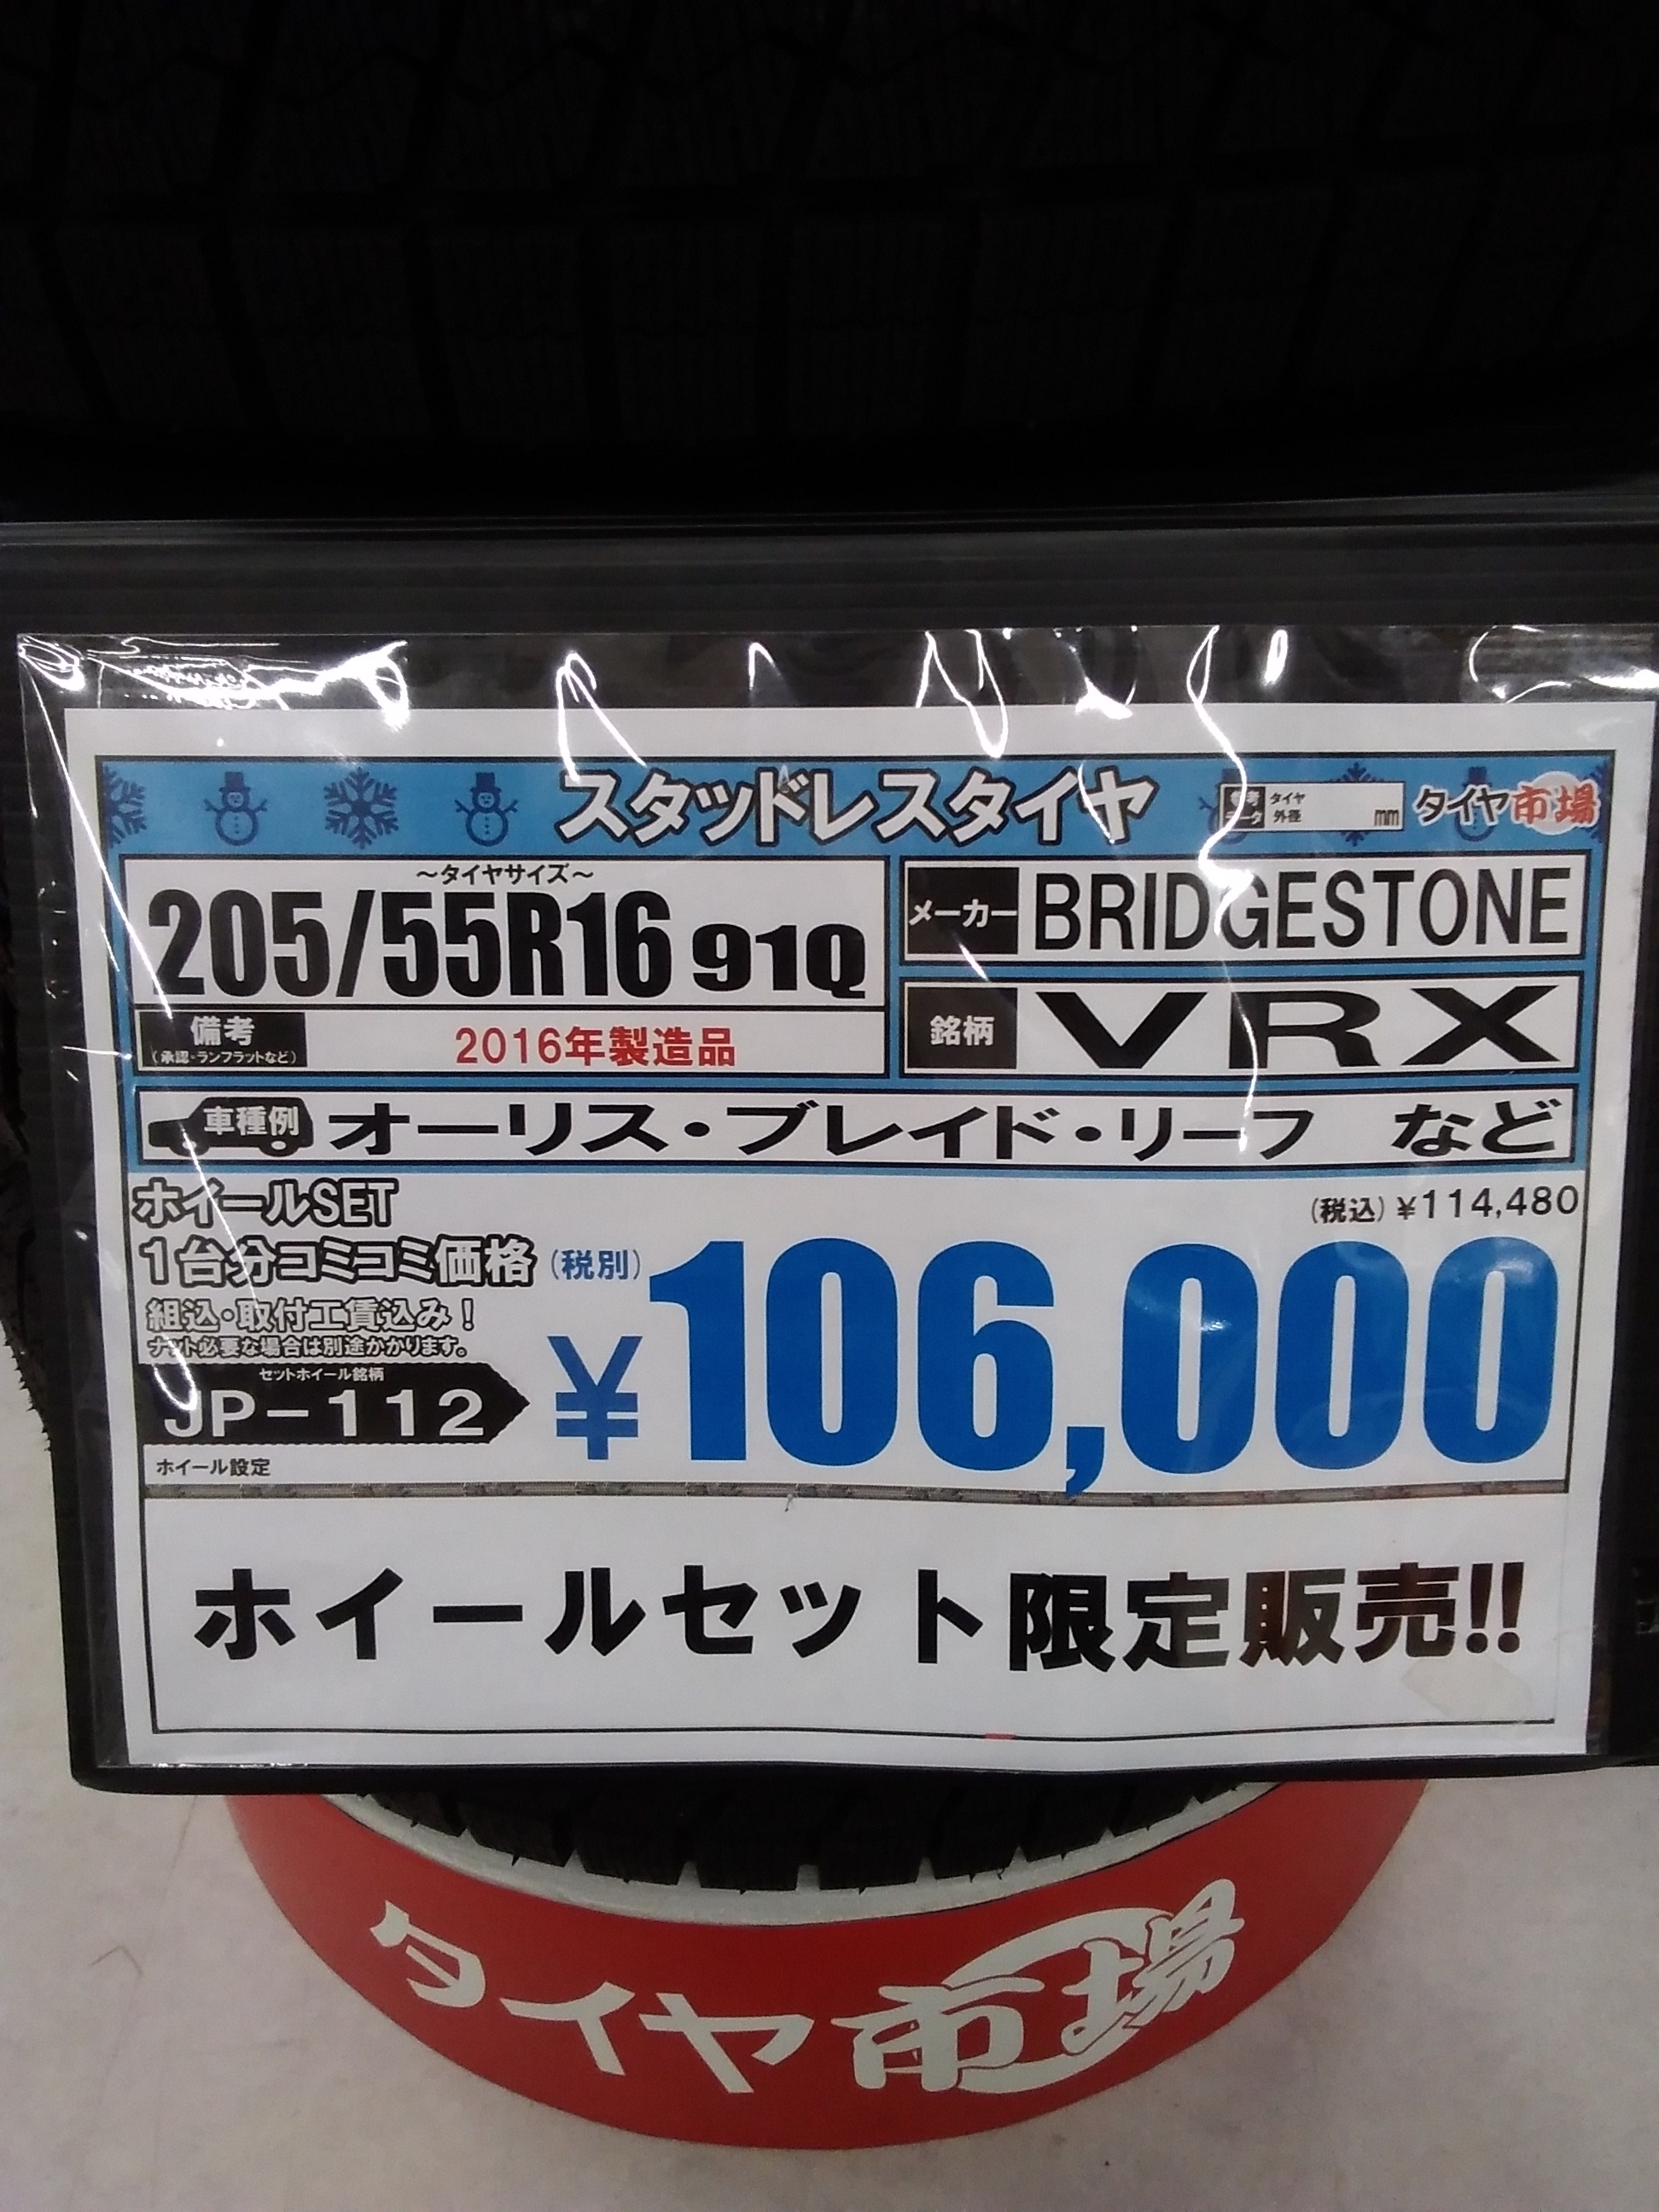 スタッドレスタイヤ
参考データ タイヤ外径 mm
タイヤ市場
～タイヤサイズ～
205/55R16 91Q
メーカー BRIDGESTONE
備考
(承認・ランフラットなど)
2016年製造品
銘柄 VRX
車種例 オーリス・ブレイド・リーフ など
ホイールSET
(税込) ¥114,480
1台分コミコミ価格 (税別)
¥106,000
組込・取付工賃込み!
ナット必要な場合は別途かかります。
セットホイール銘柄
JP-112
ホイール設定
ホイールセット限定販売!!
タイヤ市場